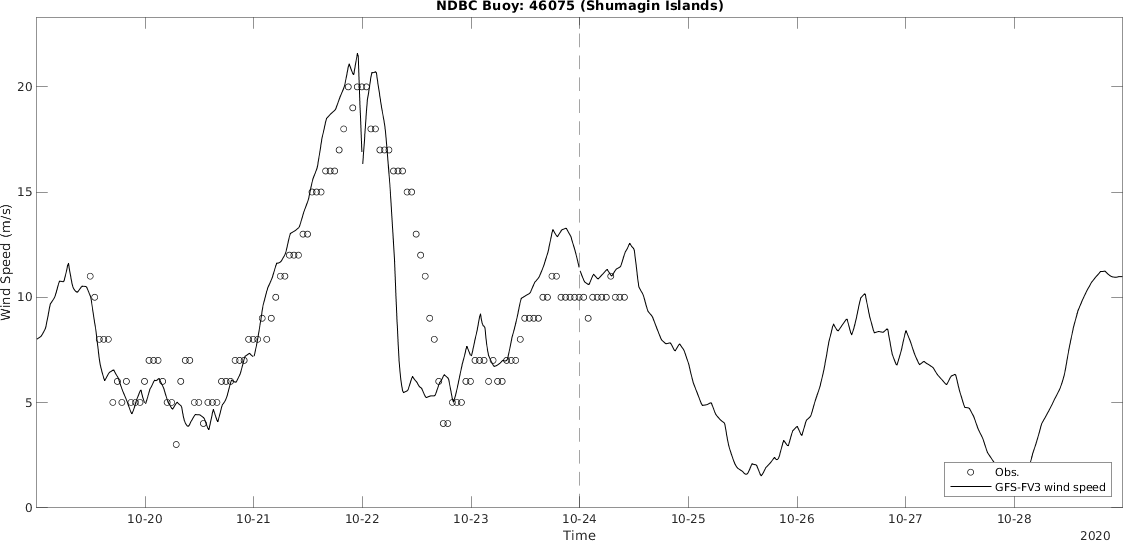 NDBC Buoy: 46075 (Shumagin Islands)
20
15
10
5
0
Wind Speed (m/s)
10-20 10-21 10-22 10-23 10-24 10-25 10-26 10-27 10-28
Time
2020
Obs.
GFS-FV3 wind speed